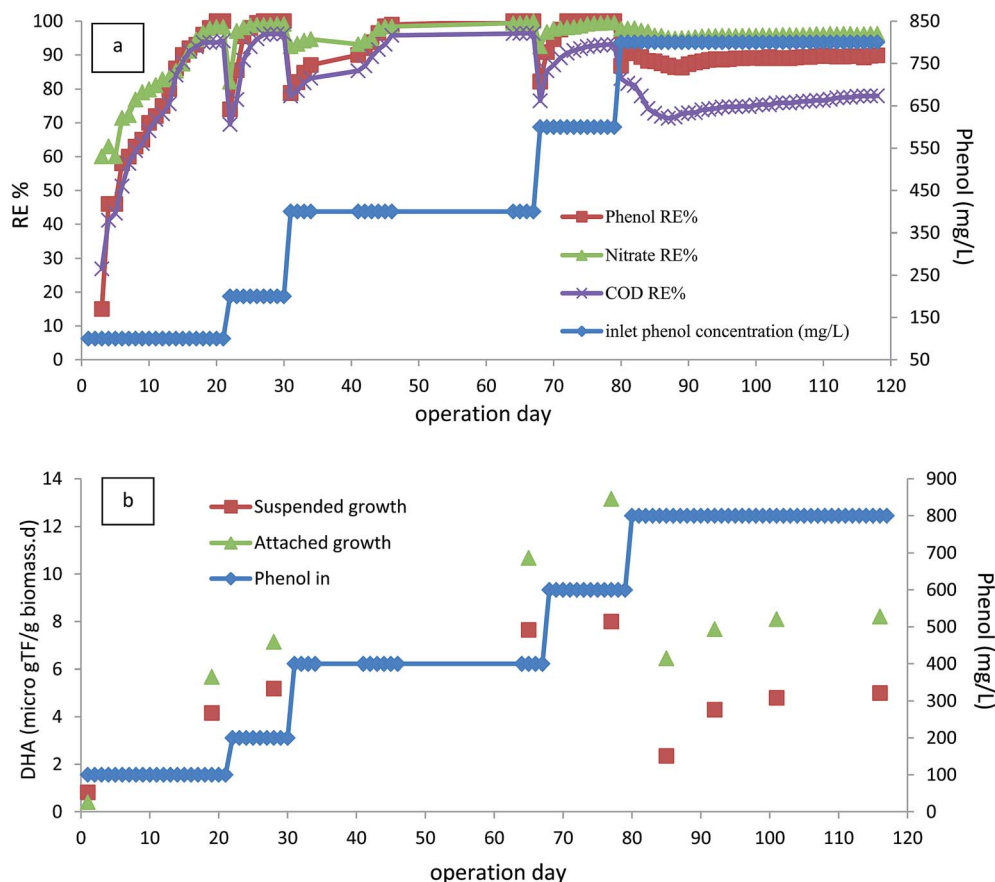 a
RE %
100
90
80
70
60
50
40
30
20
10
0
850
750
650
550
450
350
250
150
50
Phenol (mg/L)
Phenol RE%
Nitrate RE%
COD RE%
inlet phenol concentration (mg/L)
0 10 20 30 40 50 60 70 80 90 100 110 120
operation day
b
DHA (micro gTF/g biomass.d)
14
12
10
8
6
4
2
0
900
800
700
600
500
400
300
200
100
0
Phenol (mg/L)
Suspended growth
Attached growth
Phenol in
0 10 20 30 40 50 60 70 80 90 100 110 120
operation day